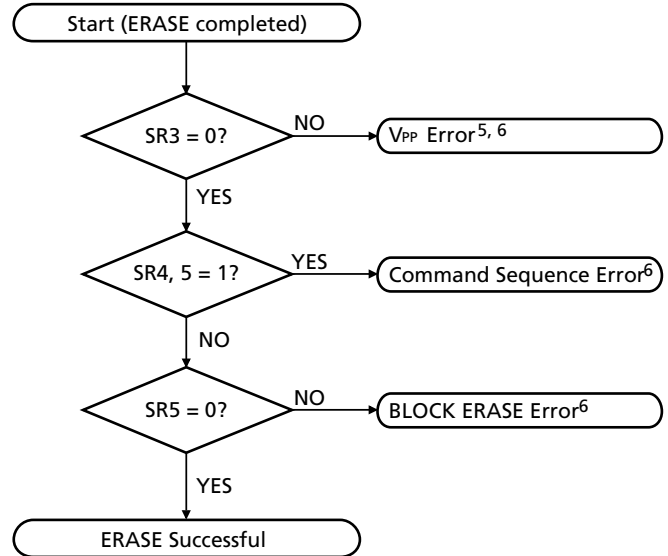 Start (ERASE completed)
SR3 = 0?
NO
VPP Error5, 6
YES
SR4, 5 = 1?
YES
Command Sequence Error6
NO
SR5 = 0?
NO
BLOCK ERASE Error6
YES
ERASE Successful